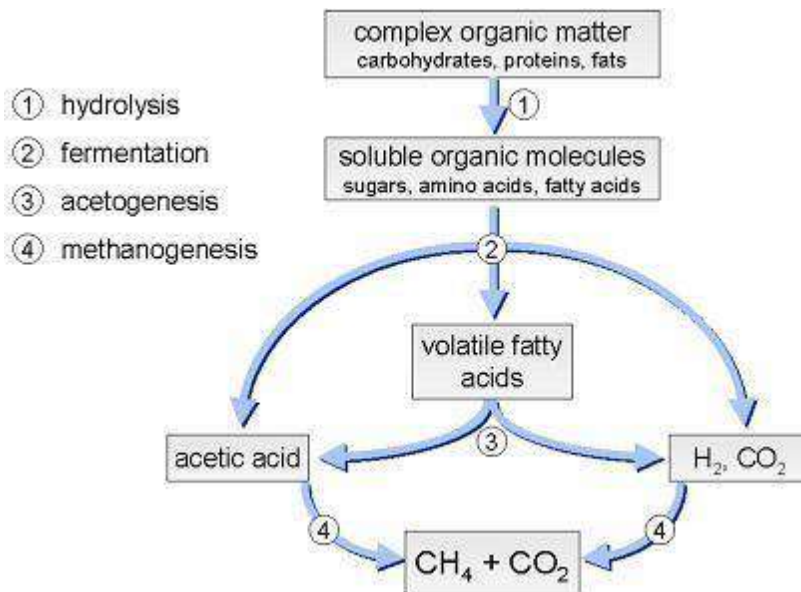 complex organic matter
carbohydrates, proteins, fats
① hydrolysis
①
② fermentation
soluble organic molecules
sugars, amino acids, fatty acids
③ acetogenesis
④ methanogenesis
②
volatile fatty
acids
③
acetic acid
H₂, CO₂
④
④
CH₄ + CO₂